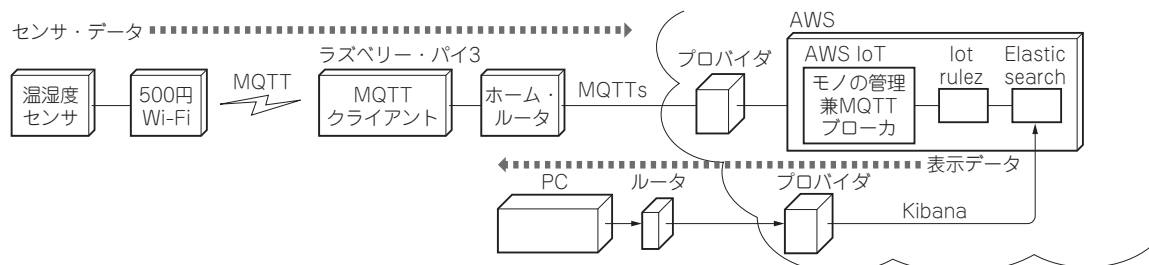 センサ・データ
温湿度
センサ
500円
Wi-Fi
MQTT
ラズベリー・パイ3
MQTT
クライアント
ホーム・
ルータ
MQTTs
プロバイダ
AWS
AWS IoT
モノの管理
兼MQTT
ブローカ
Iot
rulez
Elastic
search
表示データ
PC
ルータ
プロバイダ
Kibana